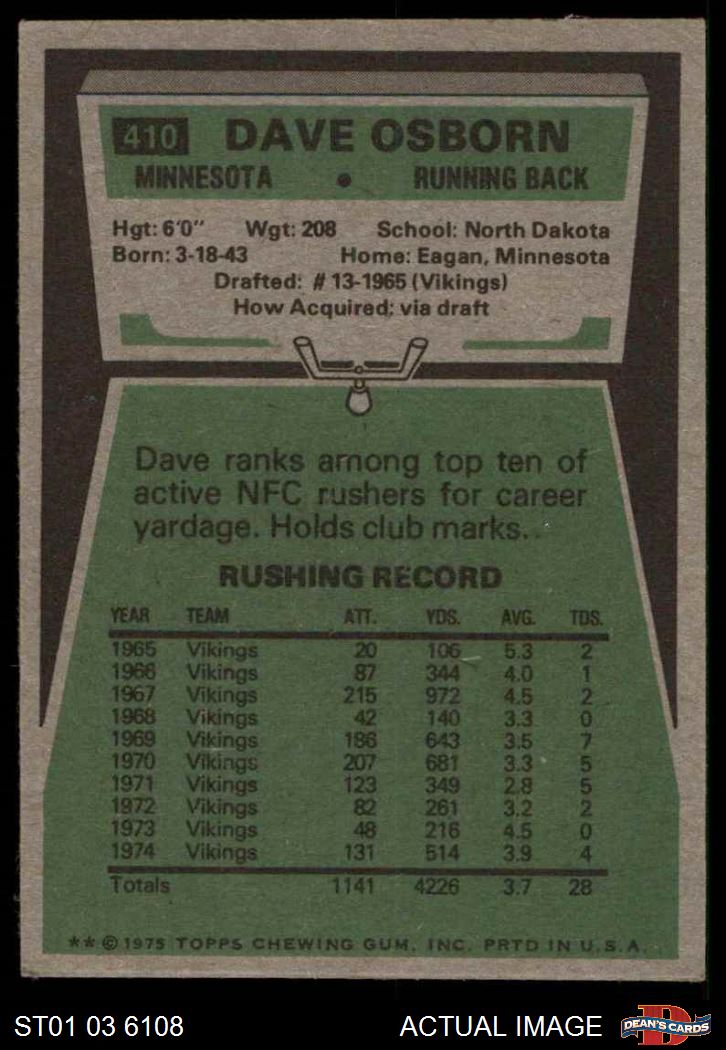 410 DAVE OSBORN
MINNESOTA • RUNNING BACK
Hgt: 6'0" Wgt: 208 School: North Dakota
Born: 3-18-43 Home: Eagan, Minnesota
Drafted: # 13-1965 (Vikings)
How Acquired: via draft
Dave ranks among top ten of
active NFC rushers for career
yardage. Holds club marks.
RUSHING RECORD
YEAR TEAM ATT. YDS. AVG. TDS.
1965 Vikings 20 106 5.3 2
1966 Vikings 87 344 4.0 1
1967 Vikings 215 972 4.5 2
1968 Vikings 42 140 3.3 0
1969 Vikings 186 643 3.5 7
1970 Vikings 207 681 3.3 5
1971 Vikings 123 349 2.8 5
1972 Vikings 82 261 3.2 2
1973 Vikings 48 216 4.5 0
1974 Vikings 131 514 3.9 4
Totals 1141 4226 3.7 28
** © 1975 TOPPS CHEWING GUM, INC. PRTD IN U.S.A.
ST01 03 6108 ACTUAL IMAGE D DEAN'S CARDS